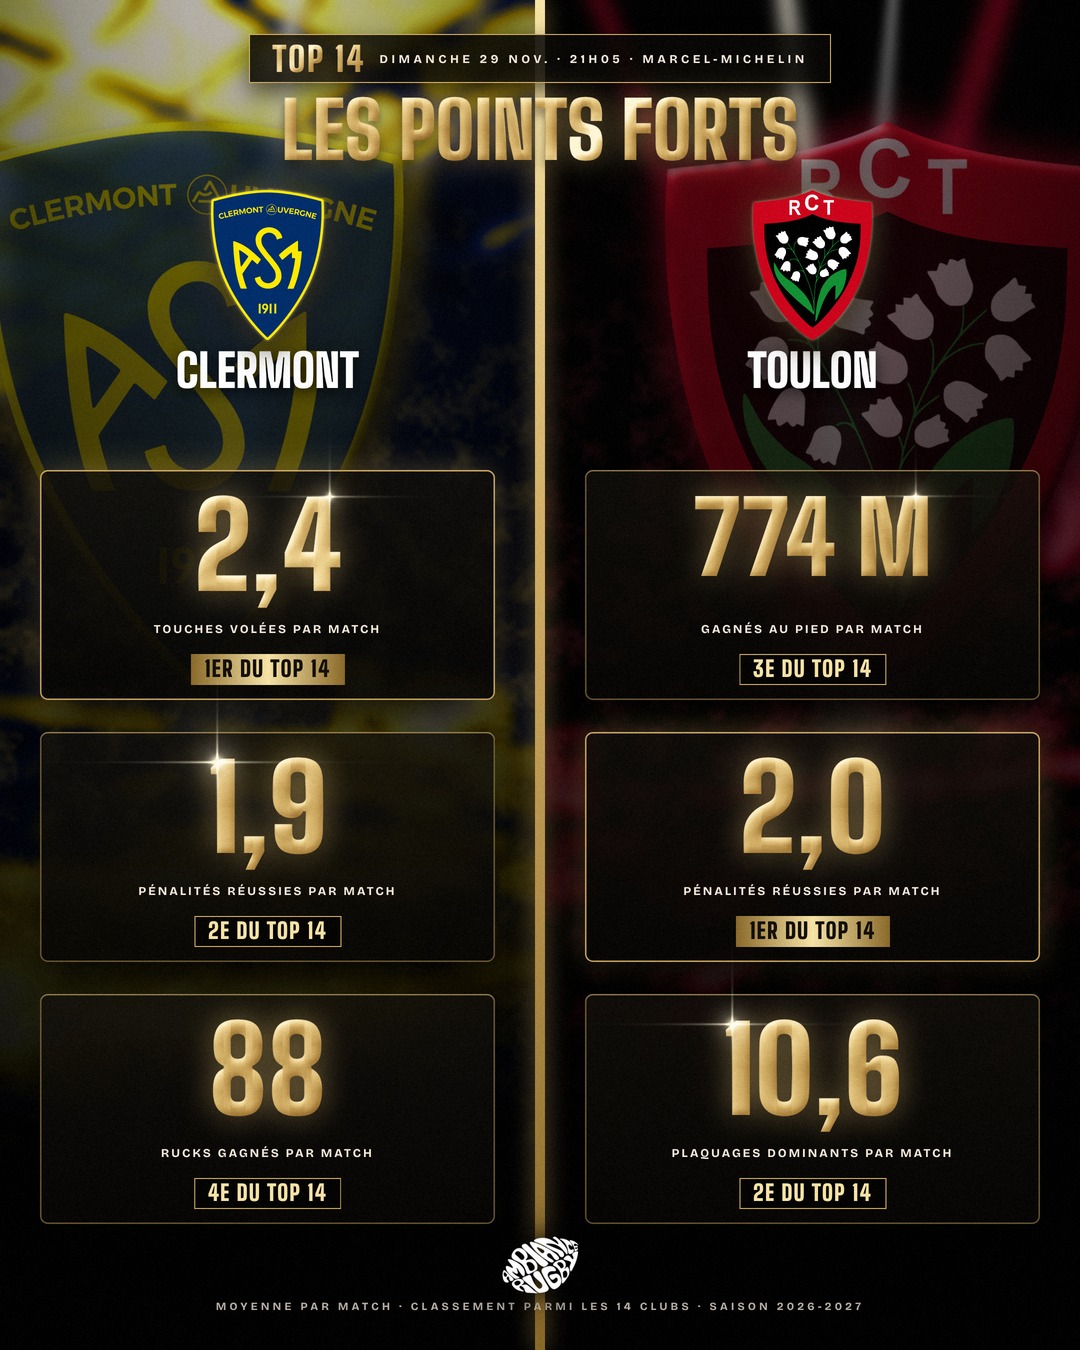 TOP 14 DIMANCHE 29 NOV. · 21H05 · MARCEL-MICHELIN
LES POINTS FORTS
CLERMONT AUVERGNE
ASM
1911
CLERMONT
RCT
TOULON
2,4
TOUCHES VOLÉES PAR MATCH
1ER DU TOP 14
774 M
GAGNÉS AU PIED PAR MATCH
3E DU TOP 14
1,9
PÉNALITÉS RÉUSSIES PAR MATCH
2E DU TOP 14
2,0
PÉNALITÉS RÉUSSIES PAR MATCH
1ER DU TOP 14
88
RUCKS GAGNÉS PAR MATCH
4E DU TOP 14
10,6
PLAQUAGES DOMINANTS PAR MATCH
2E DU TOP 14
RUGBY
MOYENNE PAR MATCH · CLASSEMENT PARMI LES 14 CLUBS · SAISON 2026-2027